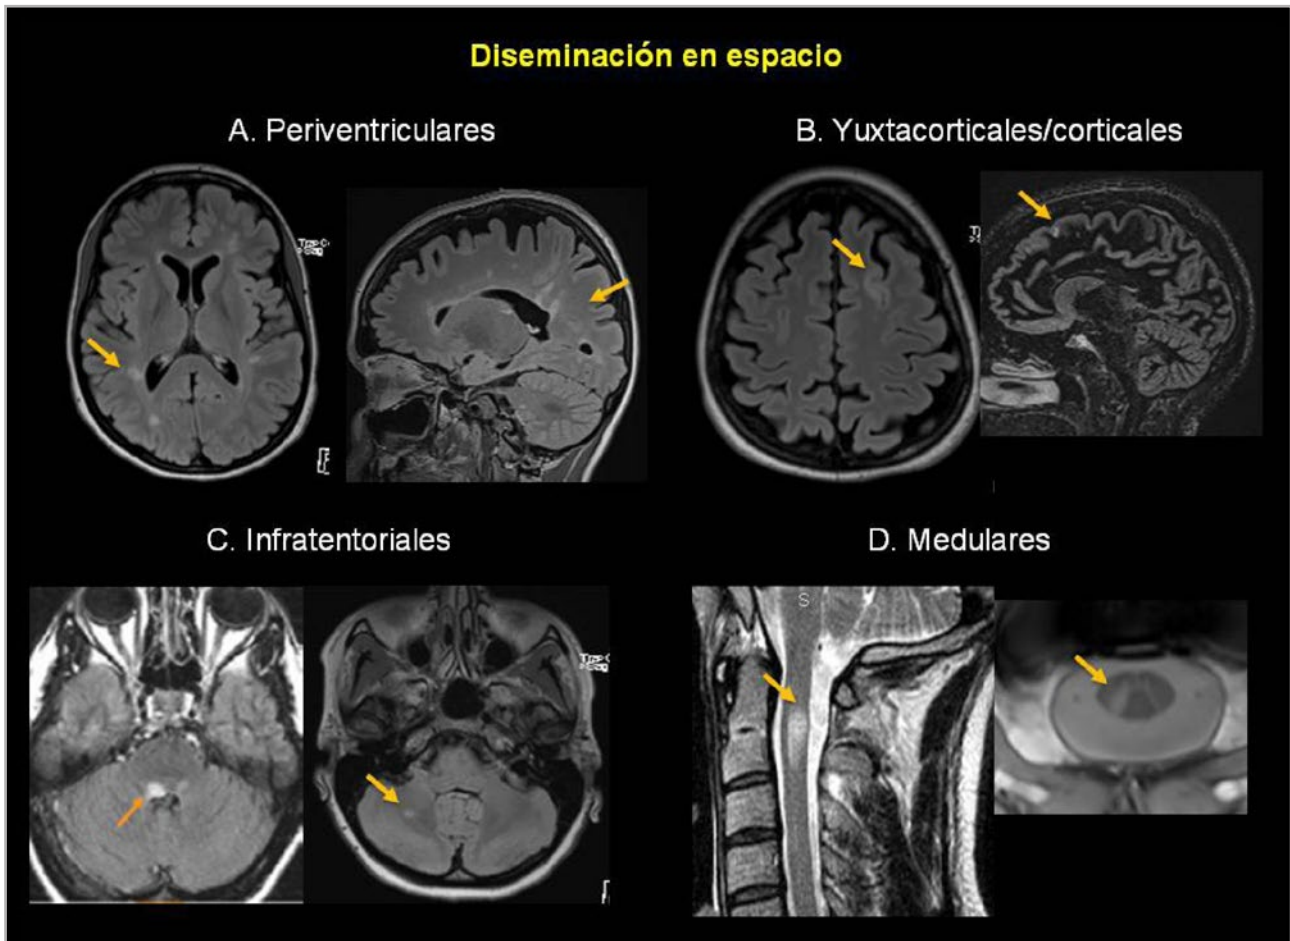 Diseminación en espacio
A. Periventriculares
B. Yuxtacorticales/corticales
C. Infratentoriales
D. Medulares
S